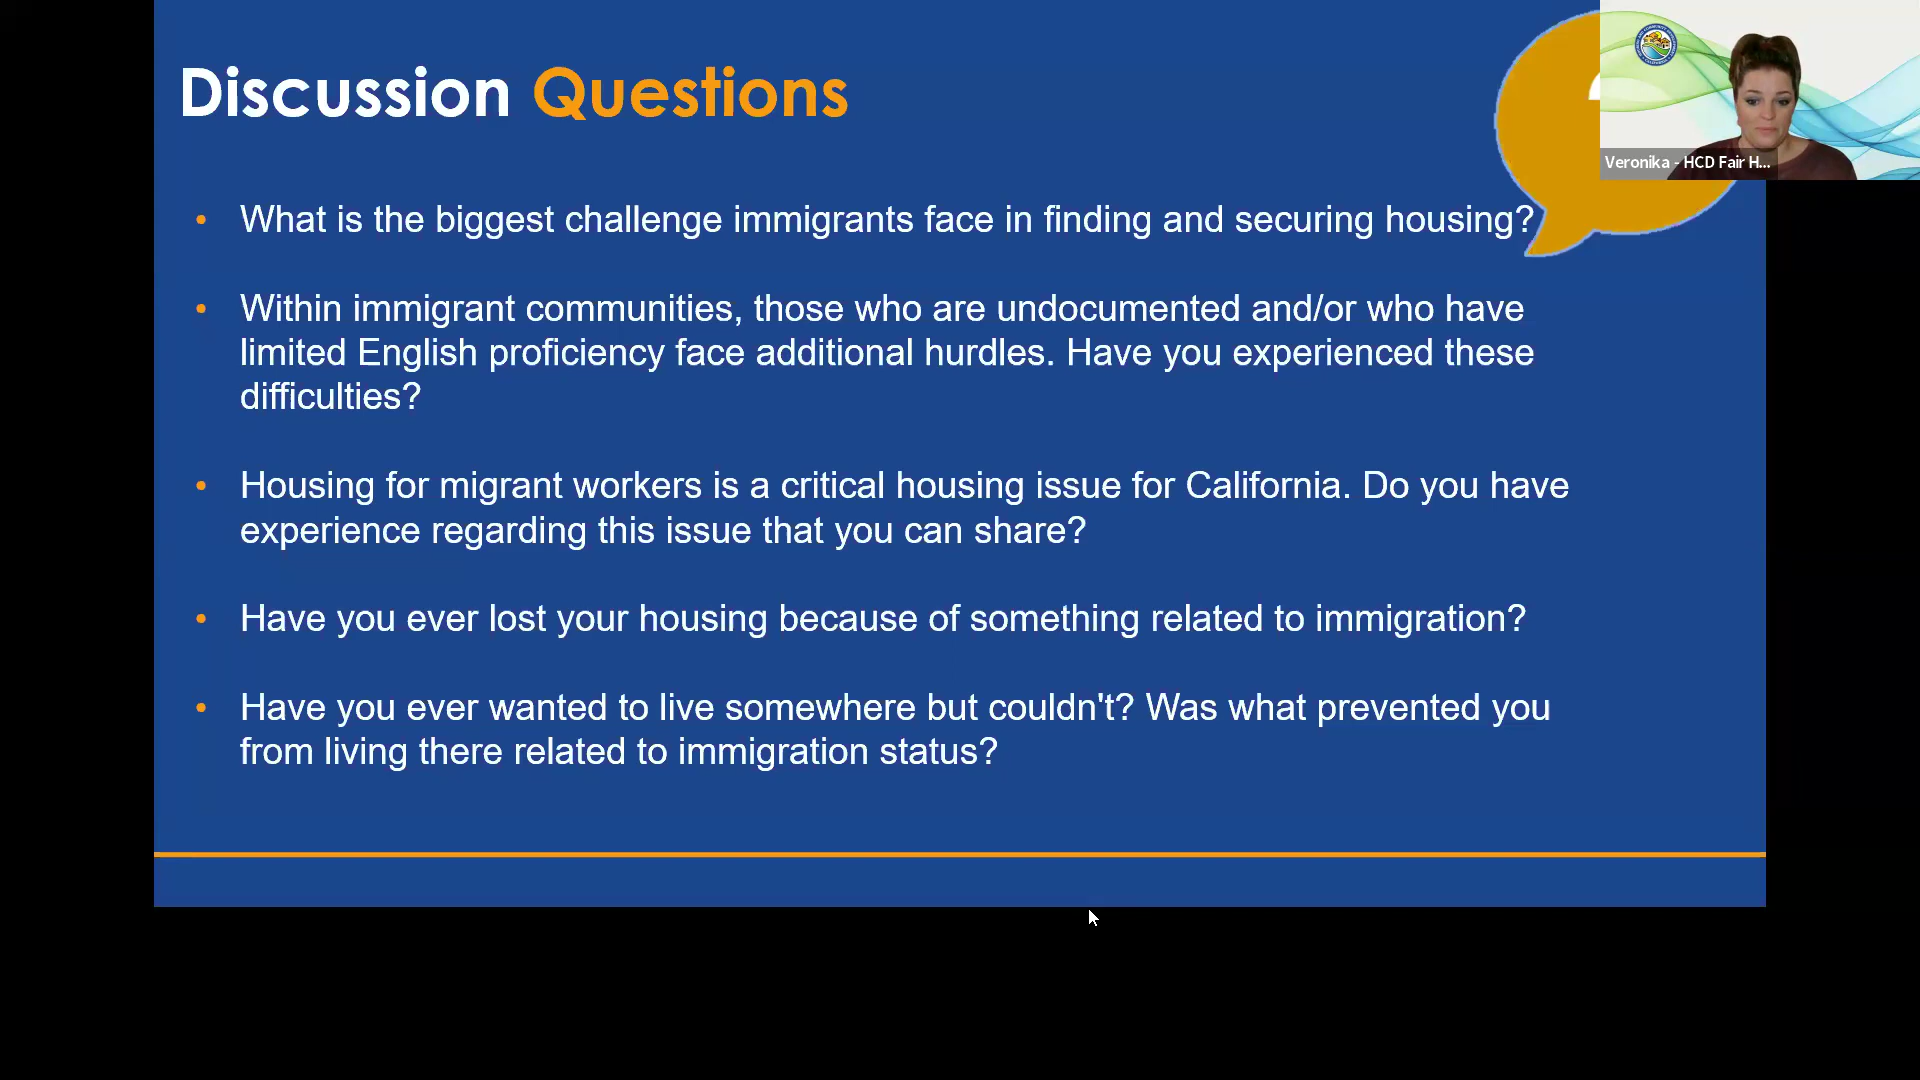 Discussion Questions
Veronika - HCD Fair H...
• What is the biggest challenge immigrants face in finding and securing housing?
• Within immigrant communities, those who are undocumented and/or who have
limited English proficiency face additional hurdles. Have you experienced these
difficulties?
• Housing for migrant workers is a critical housing issue for California. Do you have
experience regarding this issue that you can share?
• Have you ever lost your housing because of something related to immigration?
• Have you ever wanted to live somewhere but couldn't? Was what prevented you
from living there related to immigration status?